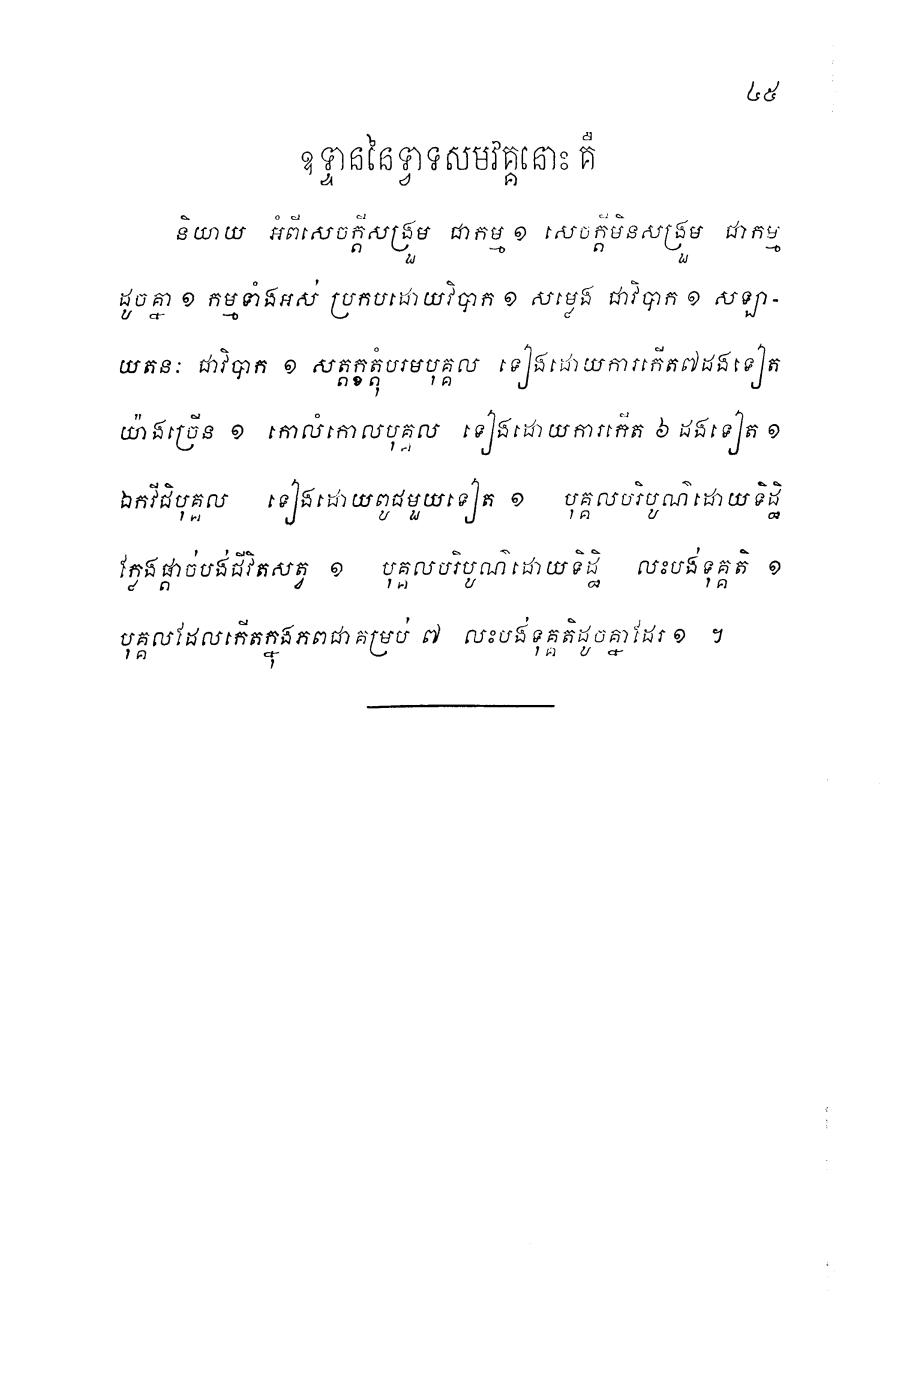 ៤៥
ឧទ្ទាននៃទ្វាទសមវគ្គនោះ គឺ
និយាយ អំពីសេចក្តីសង្រួម ជាកម្ម ១ សេចក្តីមិនសង្រួម ជាកម្ម
ដូចគ្នា ១ កម្មទាំងអស់ ប្រកបដោយវិបាក ១ សម្លេង ជាវិបាក ១ សឡា-
យតនៈ ជាវិបាក ១ សត្តក្ខត្តុំបរមបុគ្គល ទៀងដោយការកើត៧ដងទៀត
យ៉ាងច្រើន ១ កោលំកោលបុគ្គល ទៀងដោយការកើត ៦ ដងទៀត ១
ឯកវីជិបុគ្គល ទៀងដោយពូជមួយទៀត ១ បុគ្គលបរិបូណ៌ដោយទិដ្ឋិ
ក្លែងផ្តាច់បង់ជីវិតសត្វ ១ បុគ្គលបរិបូណ៌ដោយទិដ្ឋិ លះបង់ទុគ្គតិ ១
បុគ្គលដែលកើតក្នុងភពជាគម្រប់ ៧ លះបង់ទុគ្គតិដូចគ្នាដែរ ១ ។